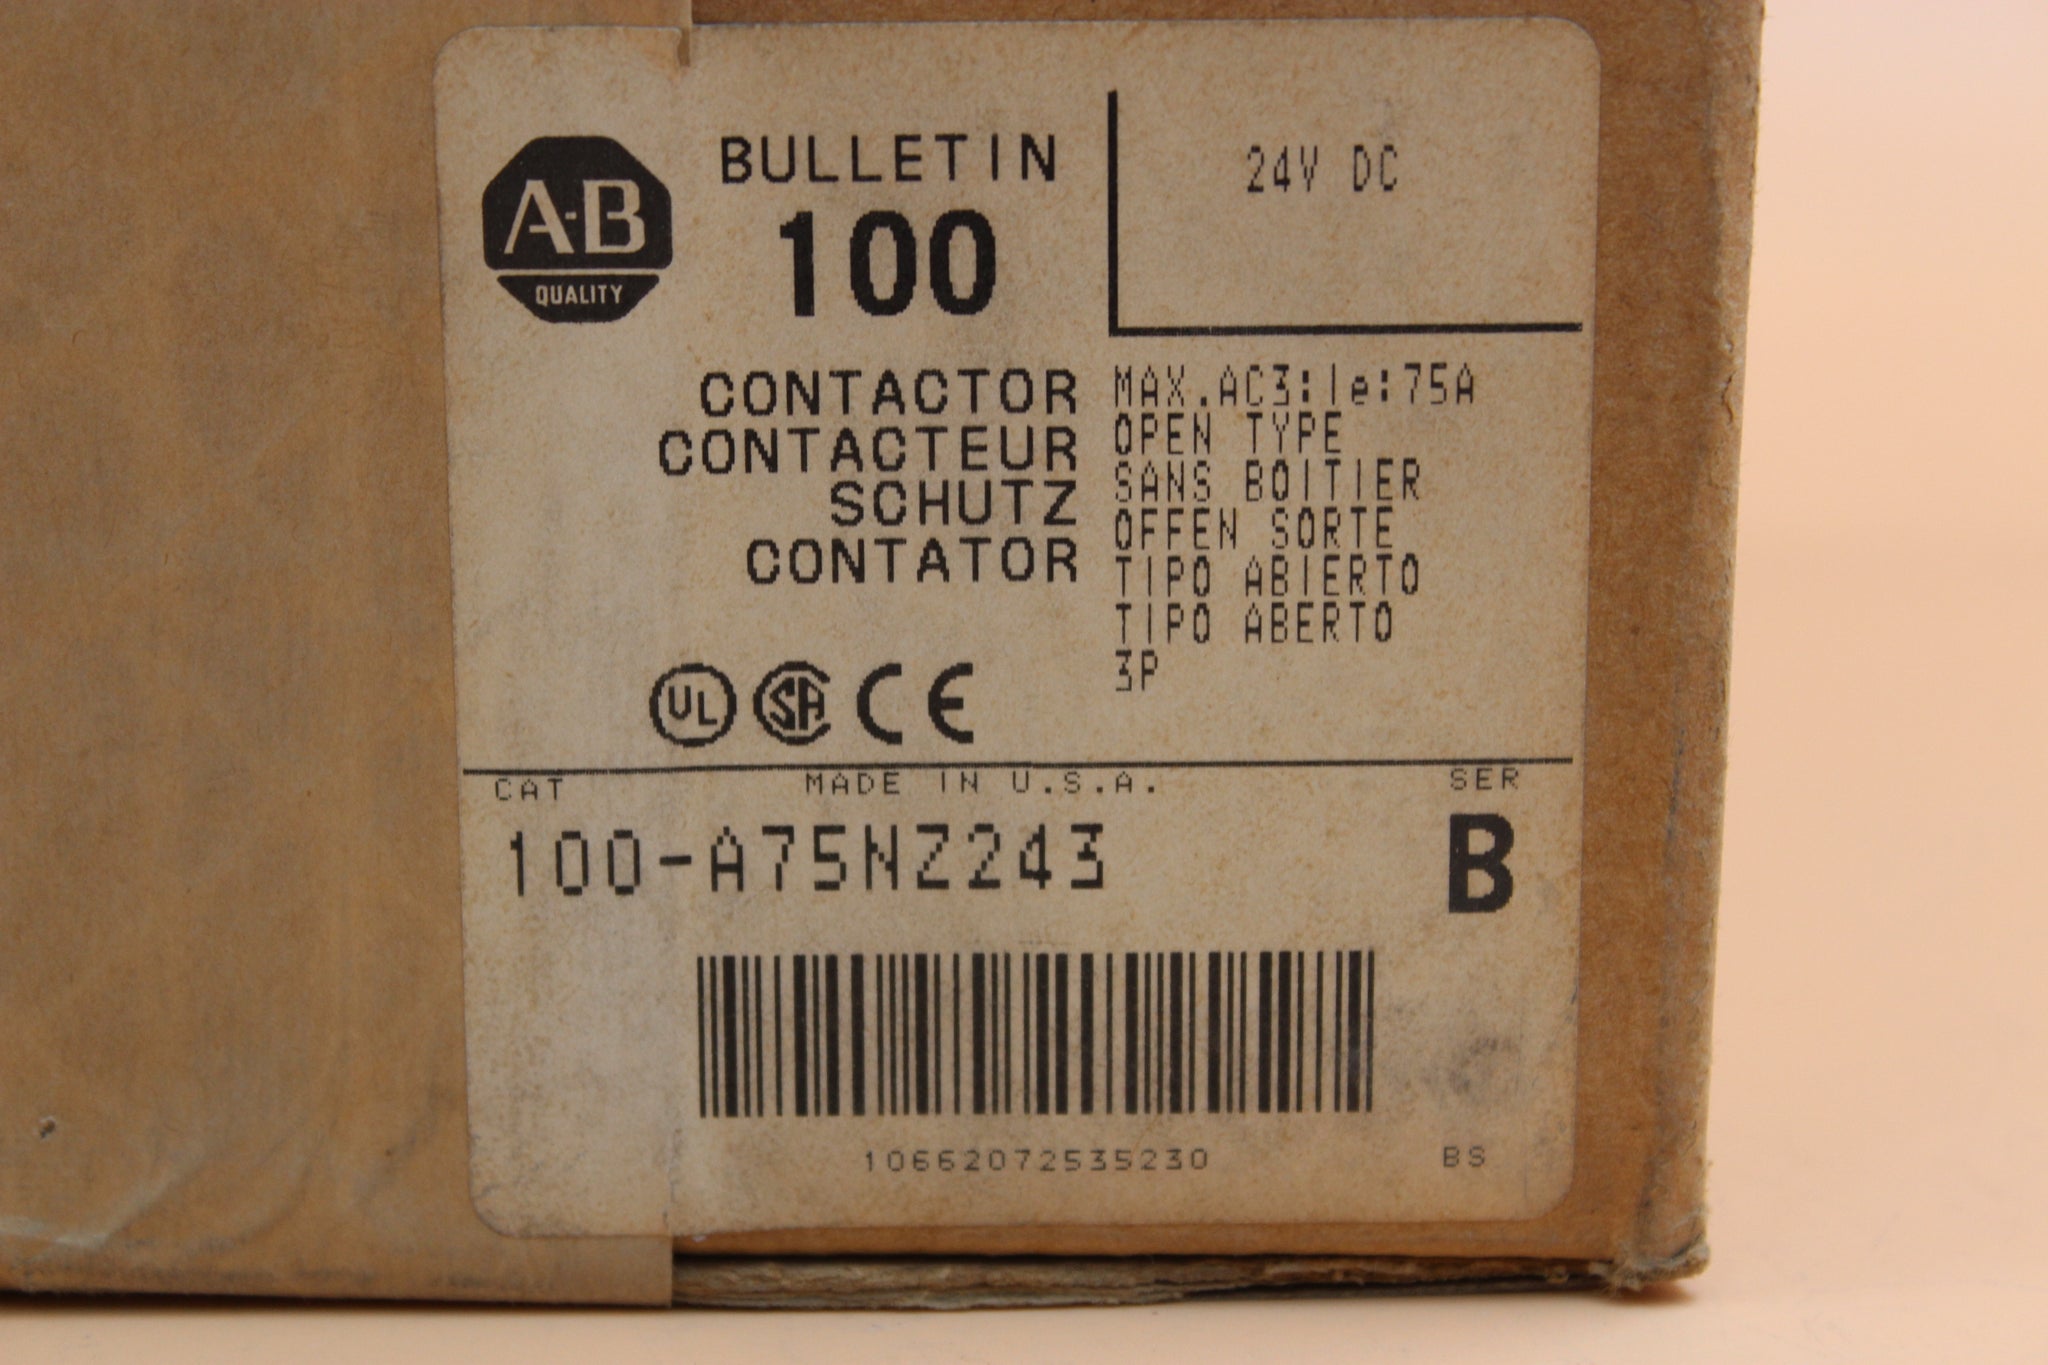 A-B
QUALITY
BULLETIN
100
24V DC
CONTACTOR
CONTACTEUR
SCHUTZ
CONTATOR
MAX.AC3:Ie:75A
OPEN TYPE
SANS BOITIER
OFFEN SORTE
TIPO ABIERTO
TIPO ABERTO
3P
UL SA CE
CAT MADE IN U.S.A. SER
100-A75NZ243 B
10662072535230 BS